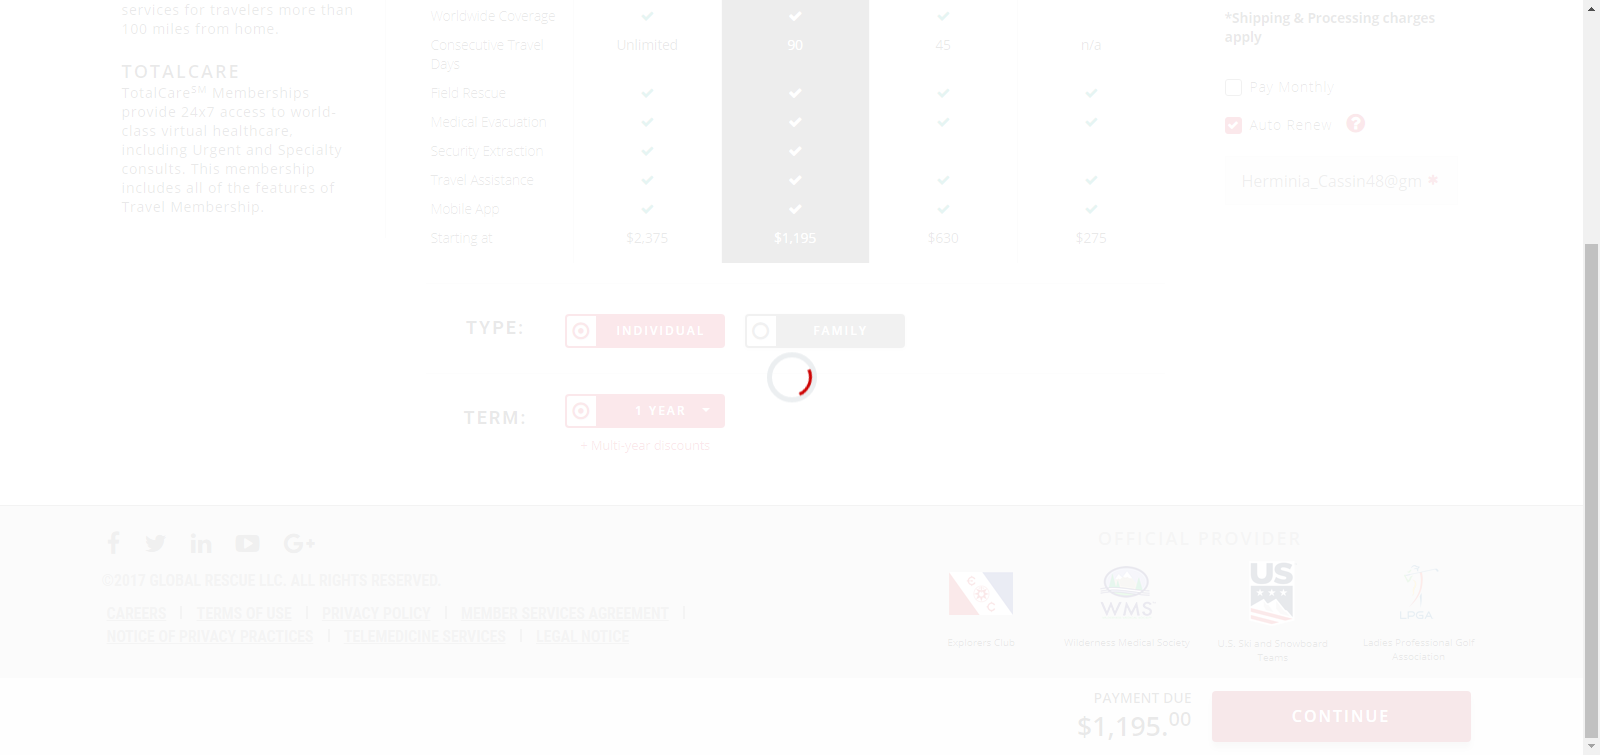 services for travelers more than
100 miles from home.
TOTALCARE
TotalCareSM Memberships
provide 24x7 access to world-
class virtual healthcare,
including Urgent and Specialty
consults. This membership
includes all of the features of
Travel Membership.
Worldwide Coverage
Consecutive Travel Unlimited 90 45 n/a
Days
Field Rescue
Medical Evacuation
Security Extraction
Travel Assistance
Mobile App
Starting at $2,375 $1,195 $630 $275
*Shipping & Processing charges
apply
Pay Monthly
Auto Renew ?
Herminia_Cassin48@gm *
TYPE: INDIVIDUAL FAMILY
TERM: 1 YEAR
+ Multi-year discounts
©2017 GLOBAL RESCUE LLC. ALL RIGHTS RESERVED.
CAREERS | TERMS OF USE | PRIVACY POLICY | MEMBER SERVICES AGREEMENT |
NOTICE OF PRIVACY PRACTICES | TELEMEDICINE SERVICES | LEGAL NOTICE
OFFICIAL PROVIDER
E C
WMS
US
LPGA
Explorers Club
Wilderness Medical Society
U.S. Ski and Snowboard
Teams
Ladies Professional Golf
Association
PAYMENT DUE
$1,195.00
CONTINUE